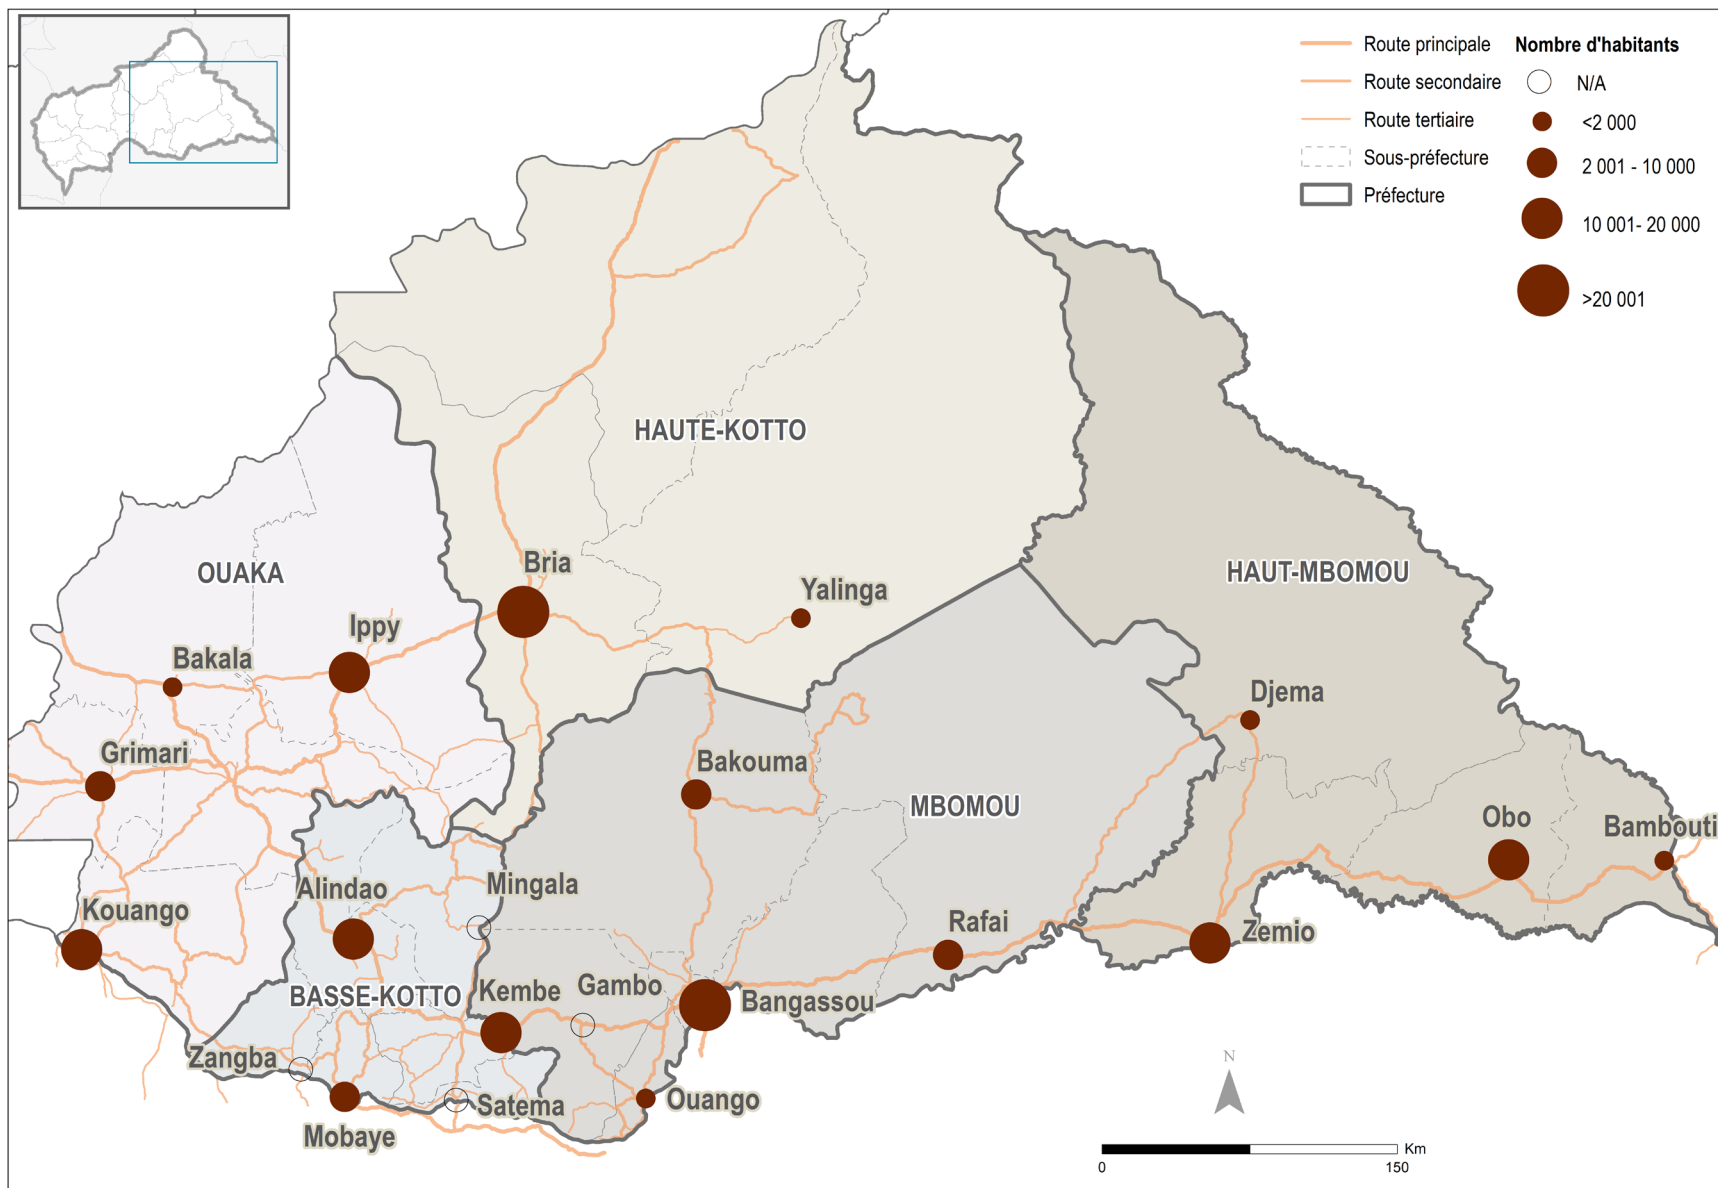 Route principale
Route secondaire
Route tertiaire
Sous-préfecture
Préfecture
Nombre d'habitants
N/A
<2 000
2 001 - 10 000
10 001- 20 000
>20 001
HAUTE-KOTTO
OUAKA
Bria
HAUT-MBOMOU
Yalinga
Ippy
Bakala
Djema
Grimari
Bakouma
MBOMOU
Obo
Bambouti
Alindao
Mingala
Kouango
Rafai
Zemio
BASSE-KOTTO
Kembe
Gambo
Bangassou
Zangba
Satema
Ouango
Mobaye
N
Km
0
150